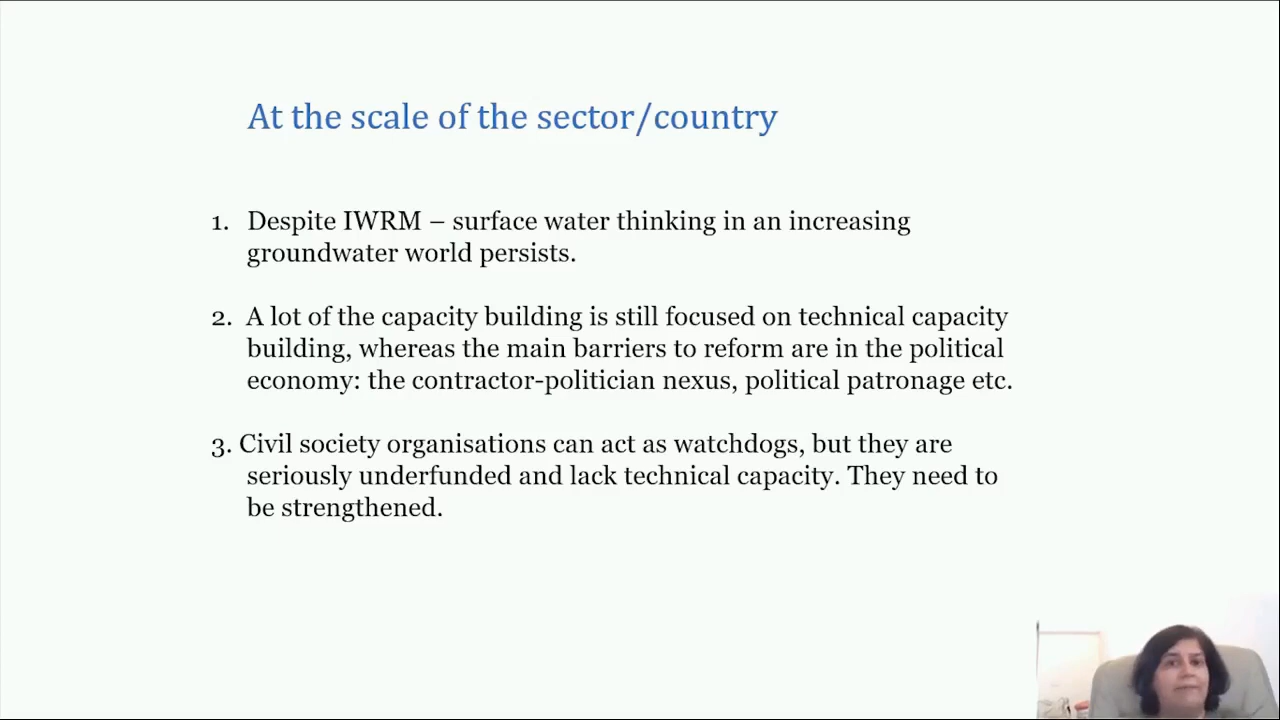 At the scale of the sector/country
1. Despite IWRM – surface water thinking in an increasing
groundwater world persists.
2. A lot of the capacity building is still focused on technical capacity
building, whereas the main barriers to reform are in the political
economy: the contractor-politician nexus, political patronage etc.
3. Civil society organisations can act as watchdogs, but they are
seriously underfunded and lack technical capacity. They need to
be strengthened.